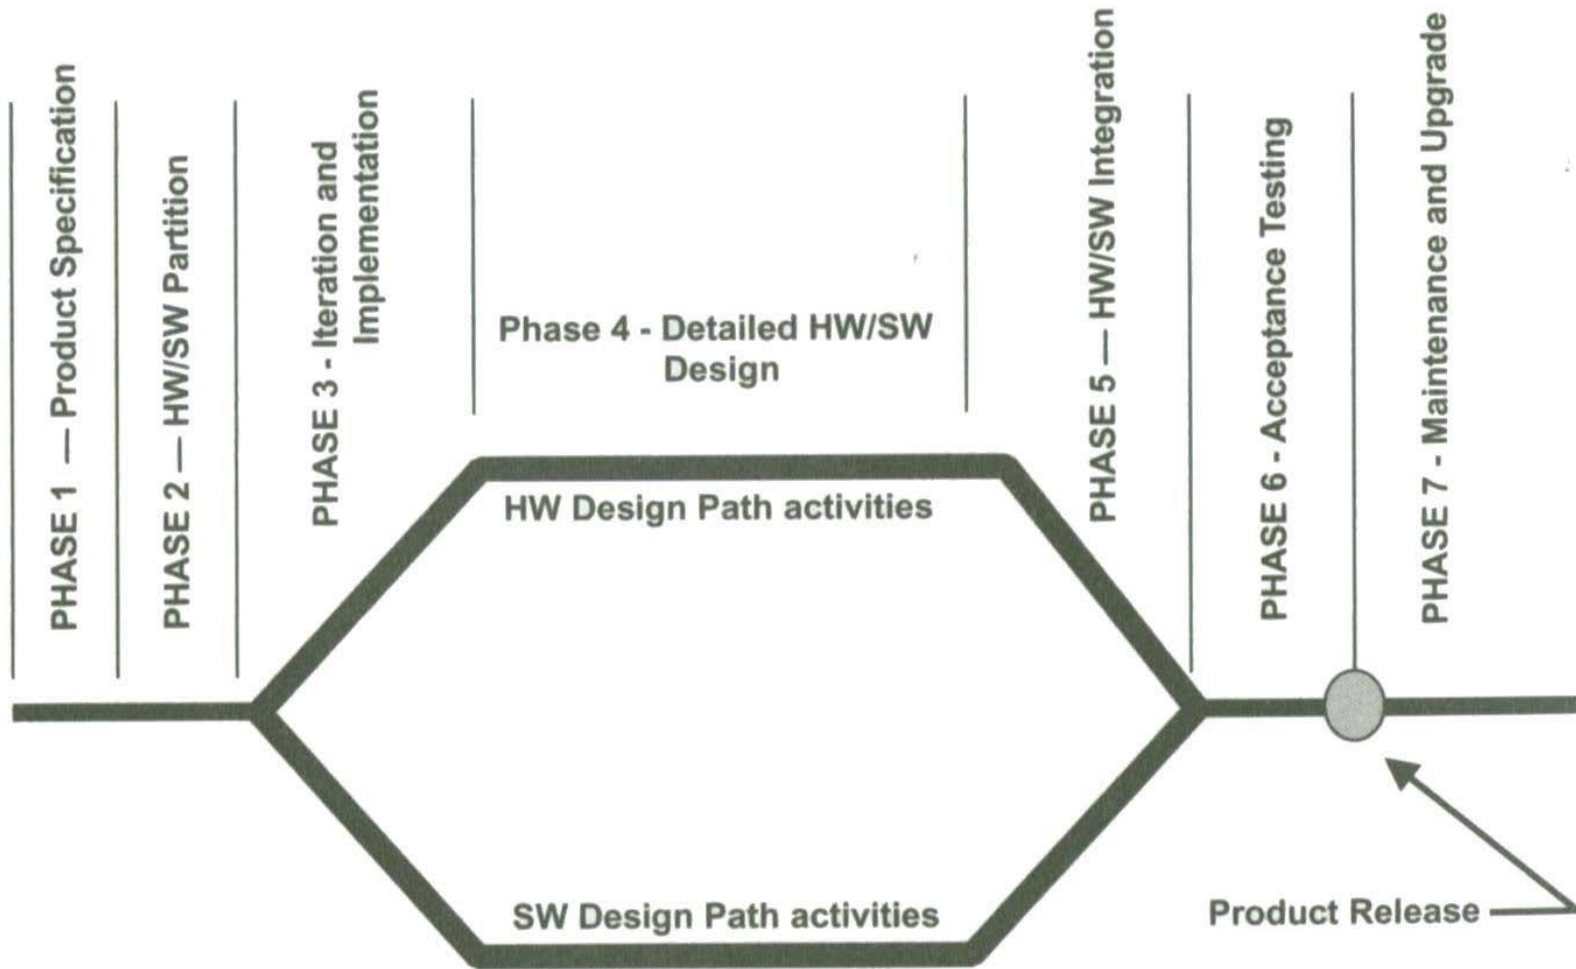 PHASE 1 — Product Specification
PHASE 2 — HW/SW Partition
PHASE 3 - Iteration and
Implementation
Phase 4 - Detailed HW/SW
Design
PHASE 5 — HW/SW Integration
PHASE 6 - Acceptance Testing
PHASE 7 - Maintenance and Upgrade
HW Design Path activities
SW Design Path activities
Product Release